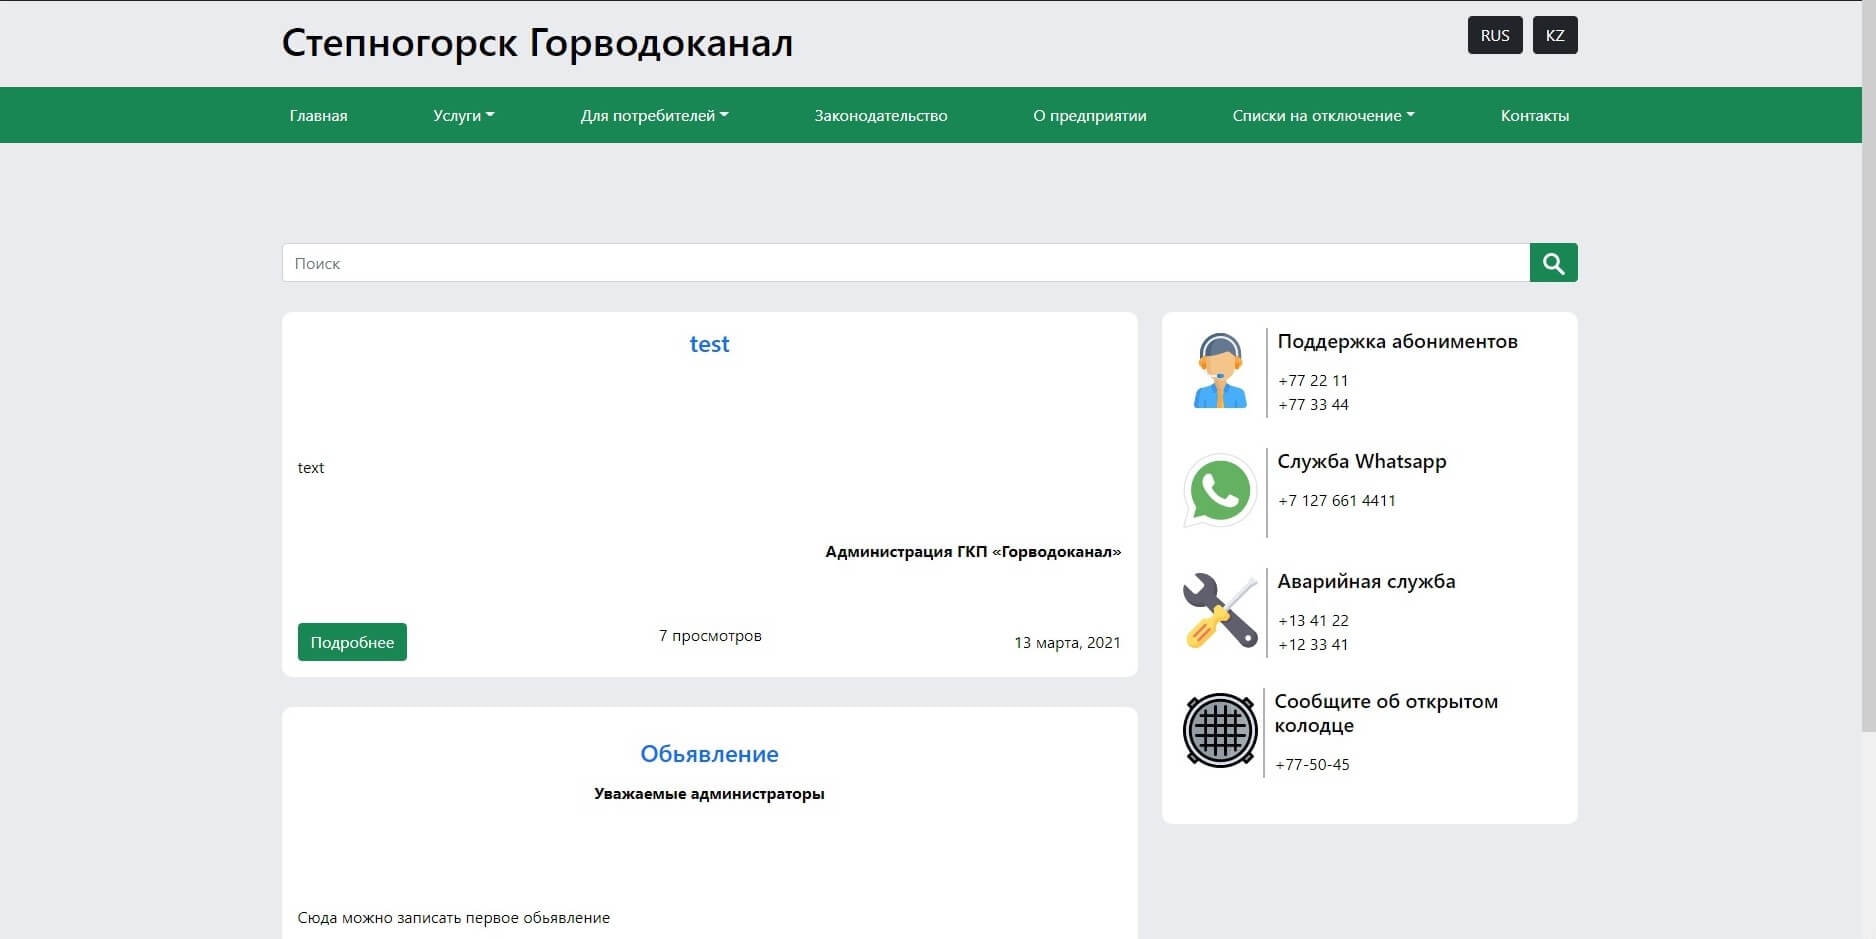 Степногорск Горводоканал
RUS
KZ
Главная
Услуги
Для потребителей
Законодательство
О предприятии
Списки на отключение
Контакты
Поиск
test
text
Администрация ГКП «Горводоканал»
Подробнее
7 просмотров
13 марта, 2021
Обьявление
Уважаемые администраторы
Сюда можно записать первое обьявление
Поддержка абониментов
+77 22 11
+77 33 44
Служба Whatsapp
+7 127 661 4411
Аварийная служба
+13 41 22
+12 33 41
Сообщите об открытом
колодце
+77-50-45